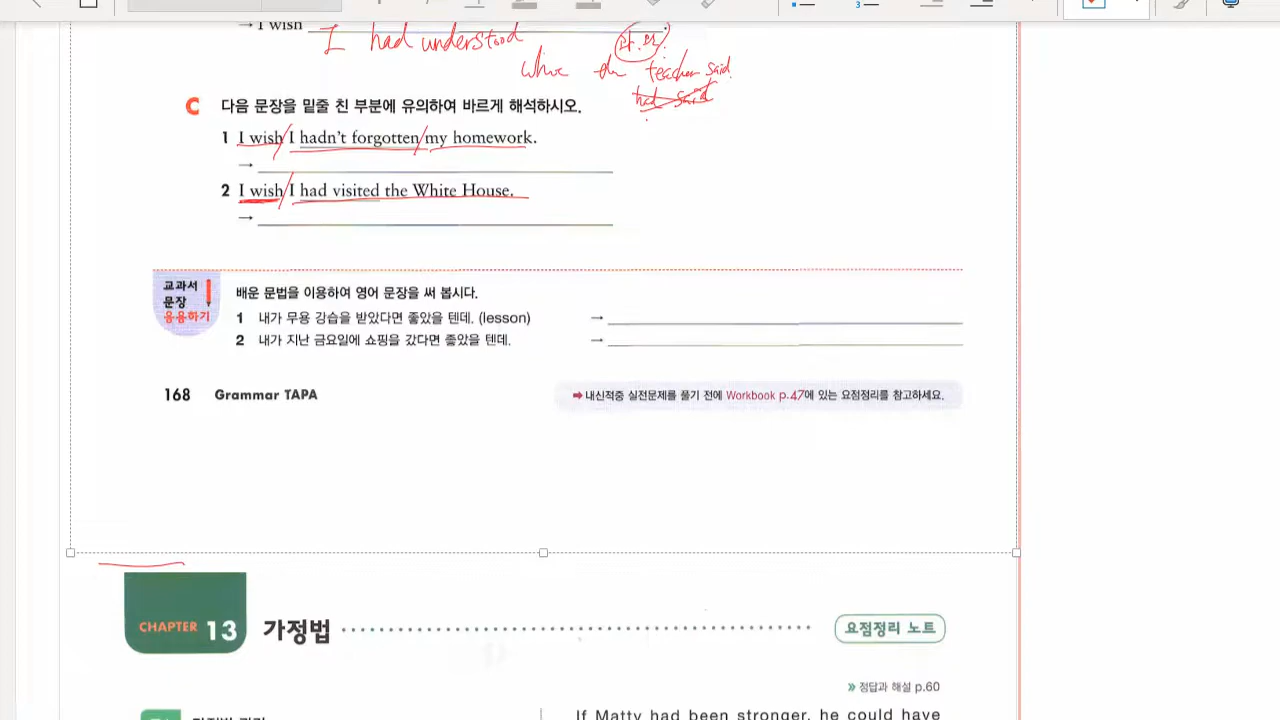 → I wish
I had understood
과.완.
the teacher said
had said
C 다음 문장을 밑줄 친 부분에 유의하여 바르게 해석하시오.
1 I wish/I hadn't forgotten/my homework.
→
2 I wish/I had visited the White House.
→
교과서
문장
응용하기
배운 문법을 이용하여 영어 문장을 써 봅시다.
1 내가 무용 강습을 받았다면 좋았을 텐데. (lesson) →
2 내가 지난 금요일에 쇼핑을 갔다면 좋았을 텐데. →
168 Grammar TAPA
➡ 내신적중 실전문제를 풀기 전에 Workbook p.47에 있는 요점정리를 참고하세요.
CHAPTER 13 가정법
요점정리 노트
» 정답과 해설 p.60
If Matty had been stronger, he could have